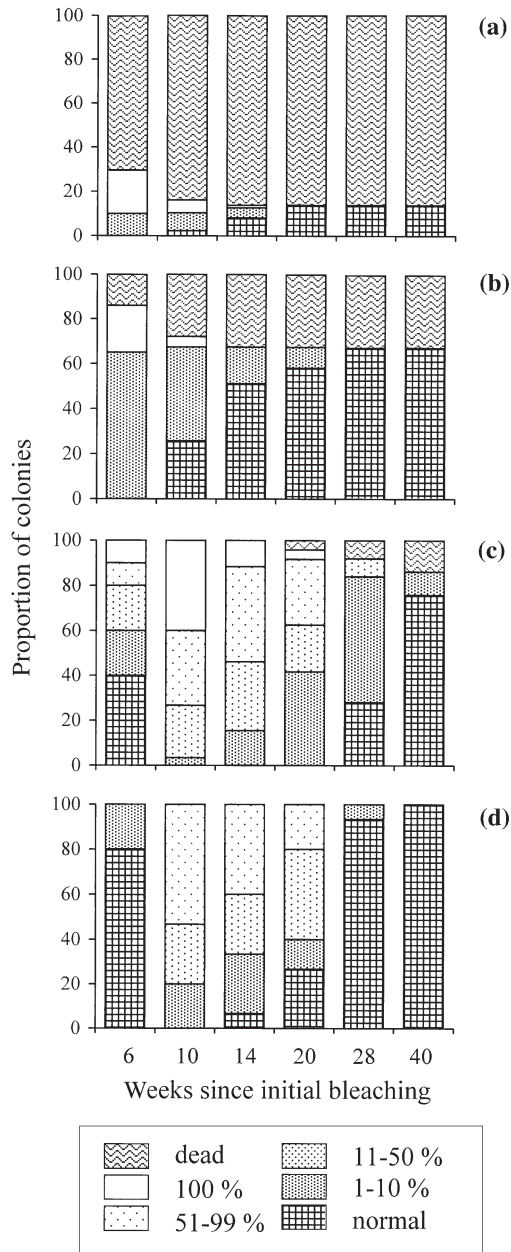 (a)
100
80
60
40
20
0
(b)
100
80
60
40
20
0
Proportion of colonies
(c)
100
80
60
40
20
0
(d)
100
80
60
40
20
0
6 10 14 20 28 40
Weeks since initial bleaching
dead 11-50 %
100 % 1-10 %
51-99 % normal